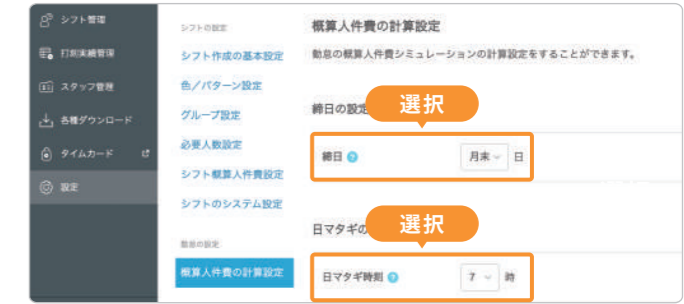 シフト管理
打刻実績管理
スタッフ管理
各種ダウンロード
タイムカード
設定
シフトの設定
シフト作成の基本設定
色／パターン設定
グループ設定
必要人数設定
シフト概算人件費設定
シフトのシステム設定
勤怠の設定
概算人件費の計算設定
概算人件費の計算設定
勤怠の概算人件費シミュレーションの計算設定をすることができます。
締日の設定
選択
締日 ? 月末 日
日マタギの
選択
日マタギ時刻 ? 7 時